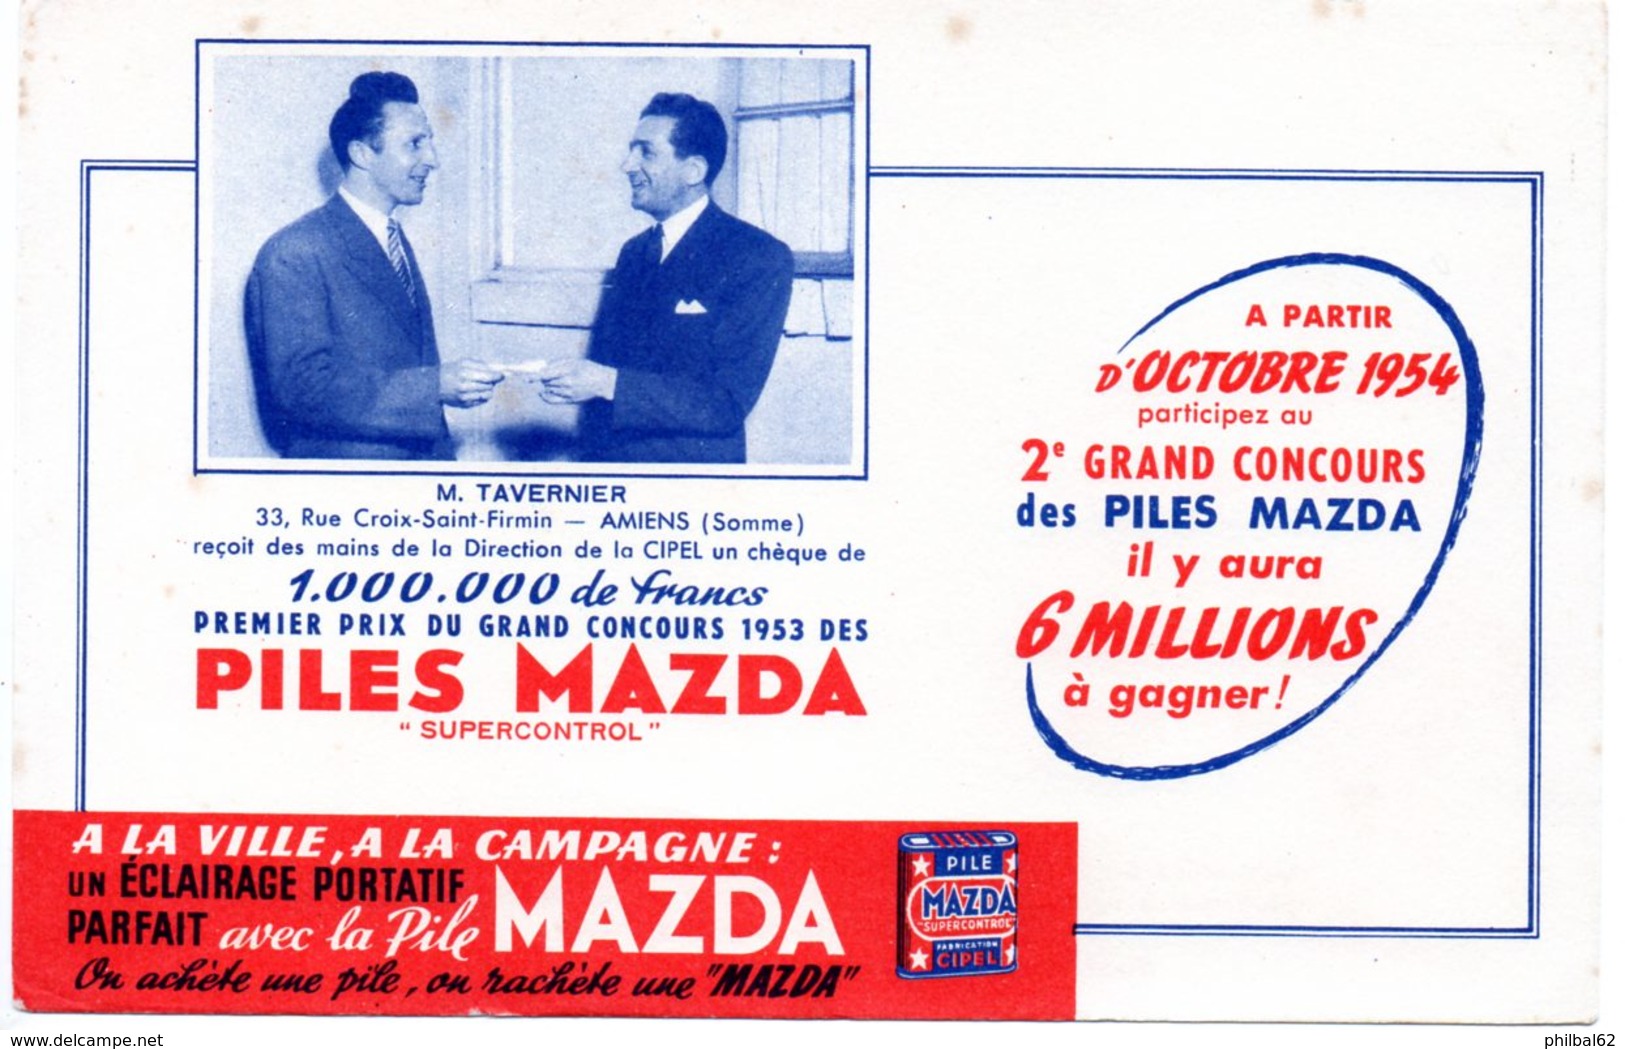 M. TAVERNIER
33, Rue Croix-Saint-Firmin — AMIENS (Somme)
reçoit des mains de la Direction de la CIPEL un chèque de
1.000.000 de francs
PREMIER PRIX DU GRAND CONCOURS 1953 DES
PILES MAZDA
“ SUPERCONTROL ”
A PARTIR
D'OCTOBRE 1954
participez au
2e GRAND CONCOURS
des PILES MAZDA
il y aura
6 MILLIONS
à gagner !
A LA VILLE, A LA CAMPAGNE :
UN ÉCLAIRAGE PORTATIF
PARFAIT avec la Pile MAZDA
On achète une pile, on rachète une "MAZDA"
PILE
MAZDA
"SUPERCONTROL"
FABRICATION
CIPEL
www.delcampe.net
philbal62